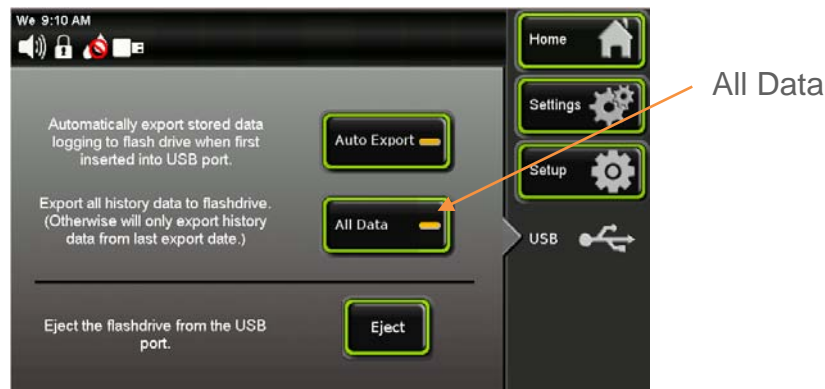 We 9:10 AM
Home
Settings
All Data
Automatically export stored data
logging to flash drive when first
inserted into USB port.
Auto Export
Setup
Export all history data to flashdrive.
(Otherwise will only export history
data from last export date.)
All Data
USB
Eject the flashdrive from the USB
port.
Eject